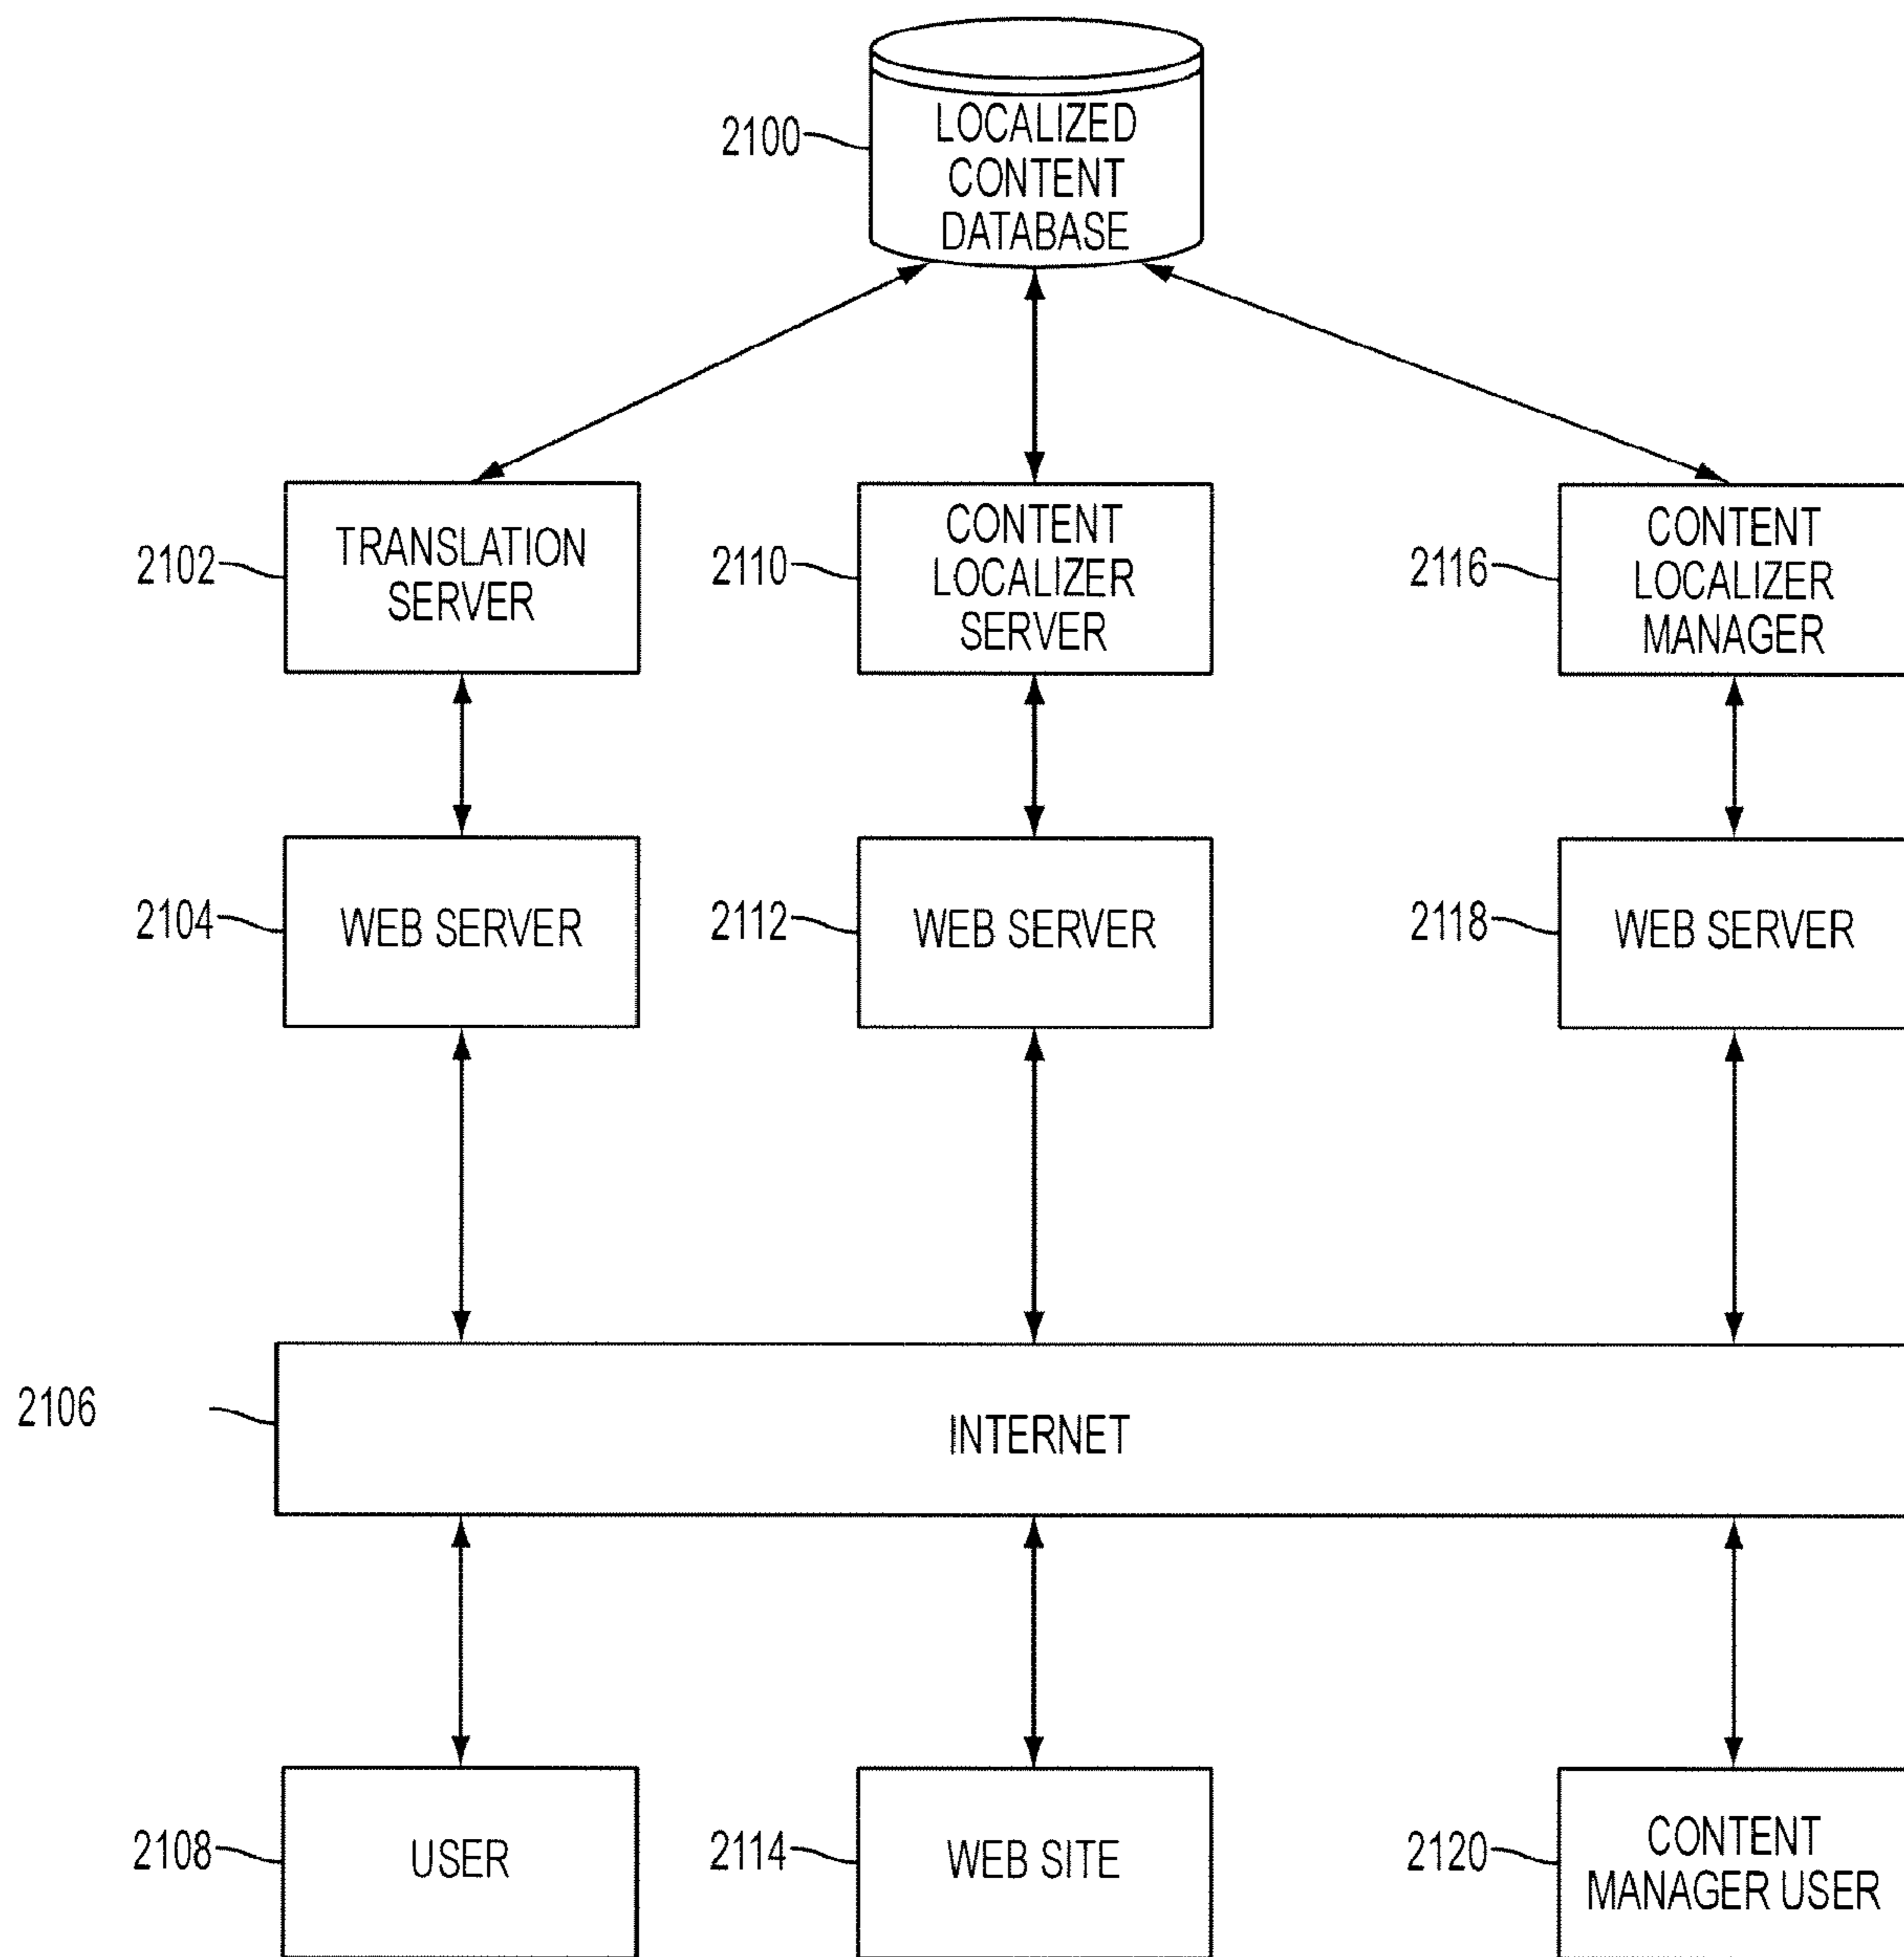 2100
LOCALIZED
CONTENT
DATABASE
2102
TRANSLATION
SERVER
2110
CONTENT
LOCALIZER
SERVER
2116
CONTENT
LOCALIZER
MANAGER
2104
WEB SERVER
2112
WEB SERVER
2118
WEB SERVER
2106
INTERNET
2108
USER
2114
WEB SITE
2120
CONTENT
MANAGER USER